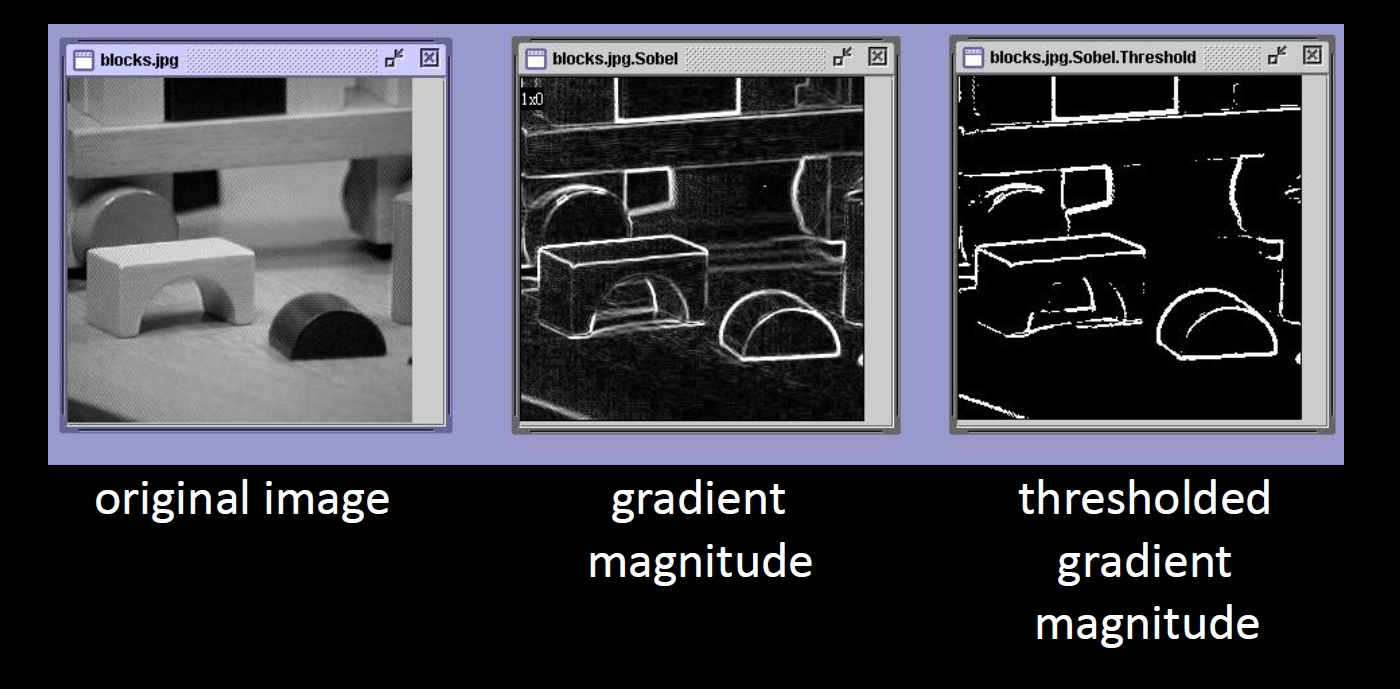 blocks.jpg
blocks.jpg.Sobel
blocks.jpg.Sobel.Threshold
1x0
original image
gradient
magnitude
thresholded
gradient
magnitude